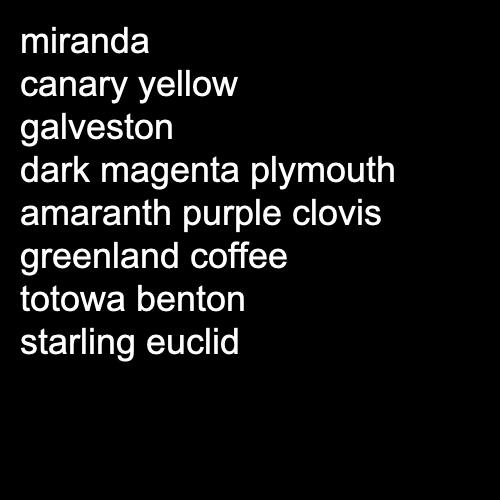 miranda
canary yellow
galveston
dark magenta plymouth
amaranth purple clovis
greenland coffee
totowa benton
starling euclid